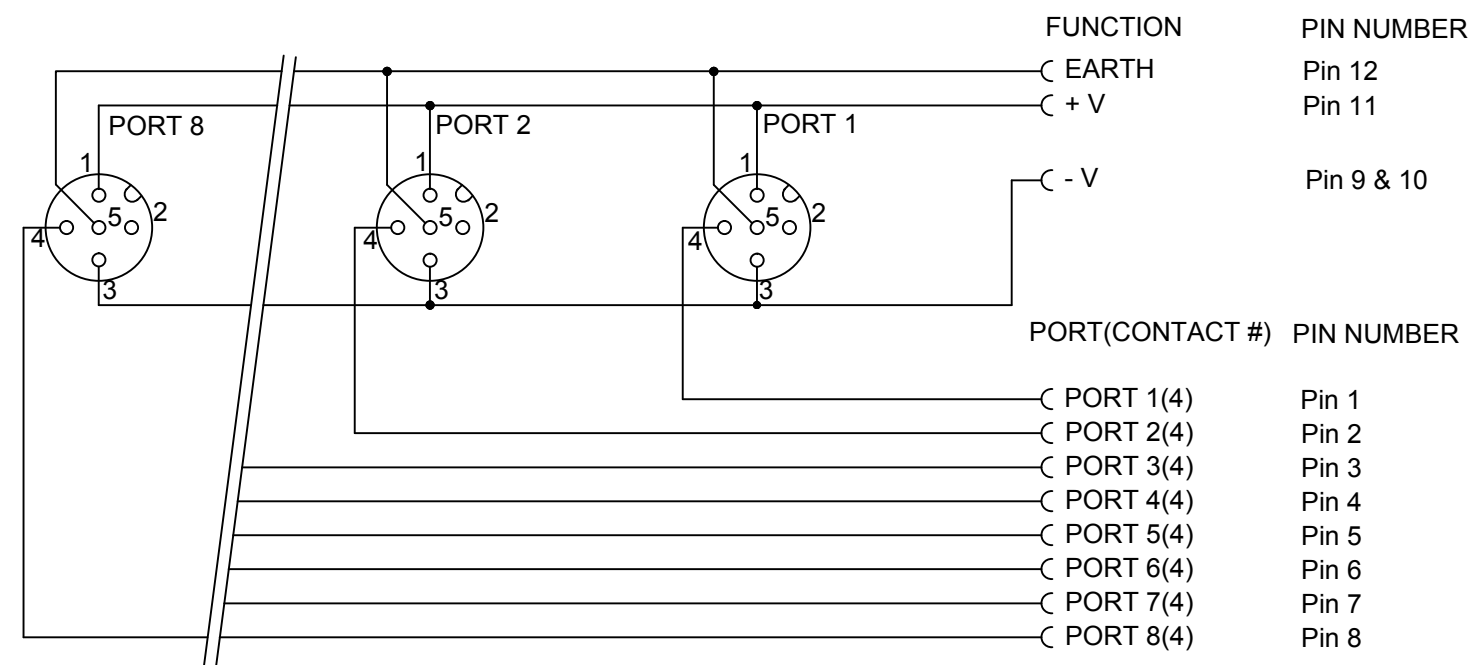 FUNCTION PIN NUMBER
EARTH Pin 12
+ V Pin 11
PORT 8 PORT 2 PORT 1
1 1 1
- V Pin 9 & 10
5 2 5 2 5 2
4 4 4
3 3 3
PORT(CONTACT #) PIN NUMBER
PORT 1(4) Pin 1
PORT 2(4) Pin 2
PORT 3(4) Pin 3
PORT 4(4) Pin 4
PORT 5(4) Pin 5
PORT 6(4) Pin 6
PORT 7(4) Pin 7
PORT 8(4) Pin 8